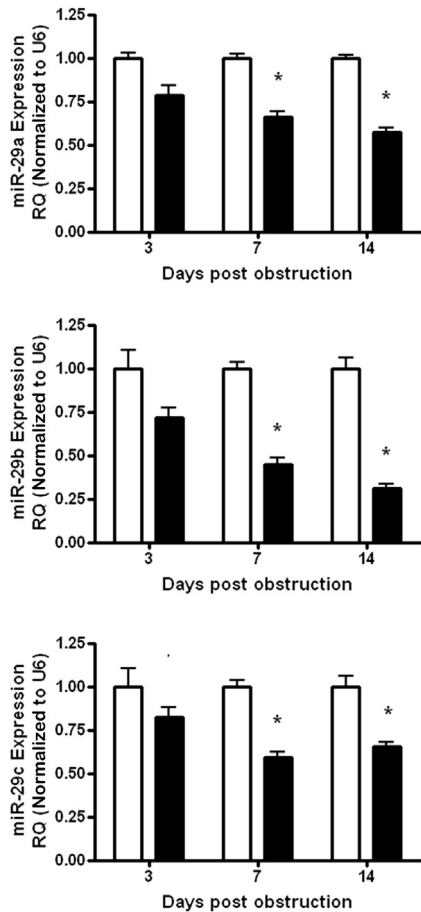 miR-29a Expression
RQ (Normalized to U6)
1.25
1.00
0.75
0.50
0.25
0.00
*
*
3 7 14
Days post obstruction
miR-29b Expression
RQ (Normalized to U6)
1.25
1.00
0.75
0.50
0.25
0.00
*
*
3 7 14
Days post obstruction
miR-29c Expression
RQ (Normalized to U6)
1.25
1.00
0.75
0.50
0.25
0.00
*
*
3 7 14
Days post obstruction